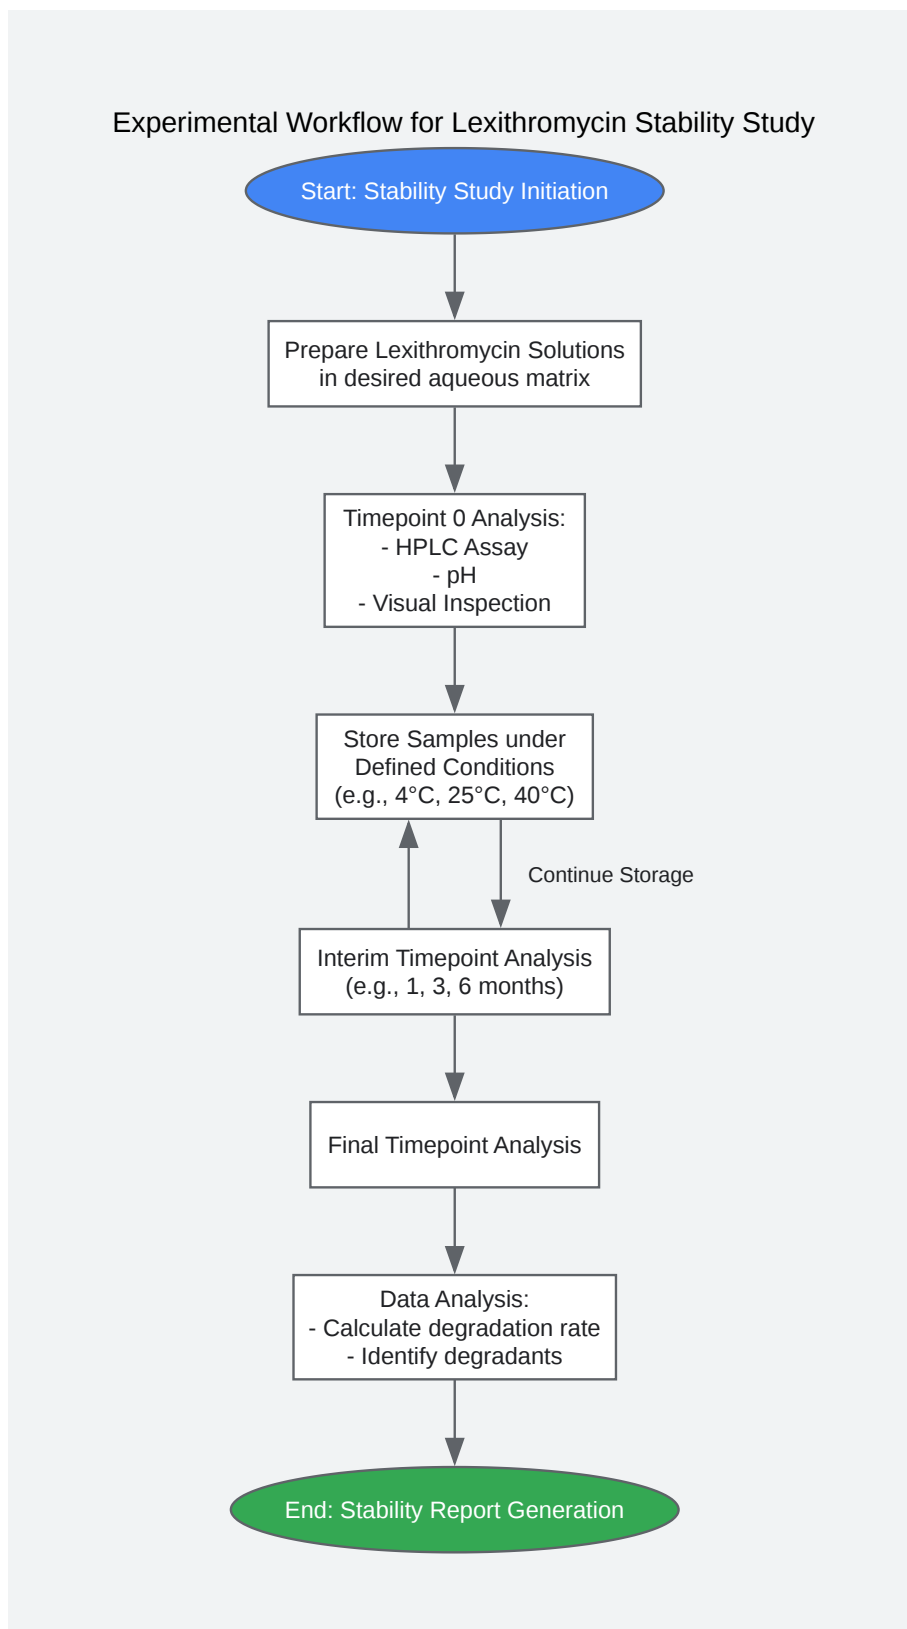 Experimental Workflow for Lexithromycin Stability Study
Start: Stability Study Initiation
Prepare Lexithromycin Solutions
in desired aqueous matrix
Timepoint 0 Analysis:
- HPLC Assay
- pH
- Visual Inspection
Store Samples under
Defined Conditions
(e.g., 4°C, 25°C, 40°C)
Continue Storage
Interim Timepoint Analysis
(e.g., 1, 3, 6 months)
Final Timepoint Analysis
Data Analysis:
- Calculate degradation rate
- Identify degradants
End: Stability Report Generation